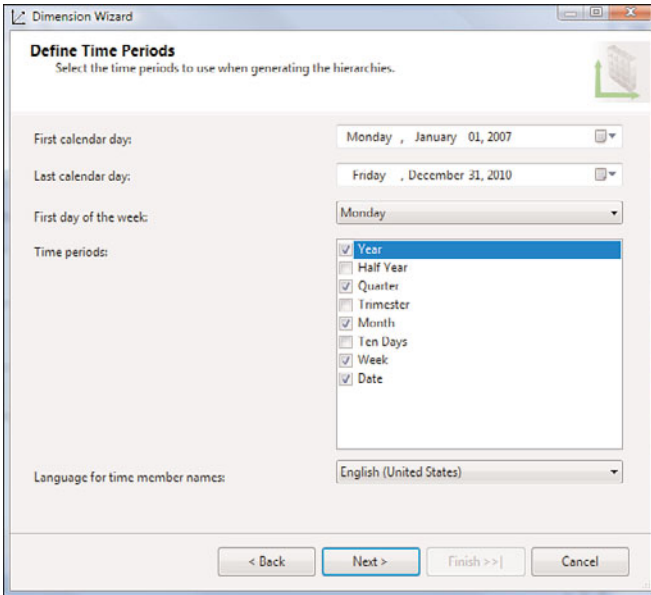 Dimension Wizard
Define Time Periods
Select the time periods to use when generating the hierarchies.
First calendar day: Monday , January 01, 2007
Last calendar day: Friday , December 31, 2010
First day of the week: Monday
Time periods:
Year
Half Year
Quarter
Trimester
Month
Ten Days
Week
Date
Language for time member names: English (United States)
< Back Next > Finish >>| Cancel